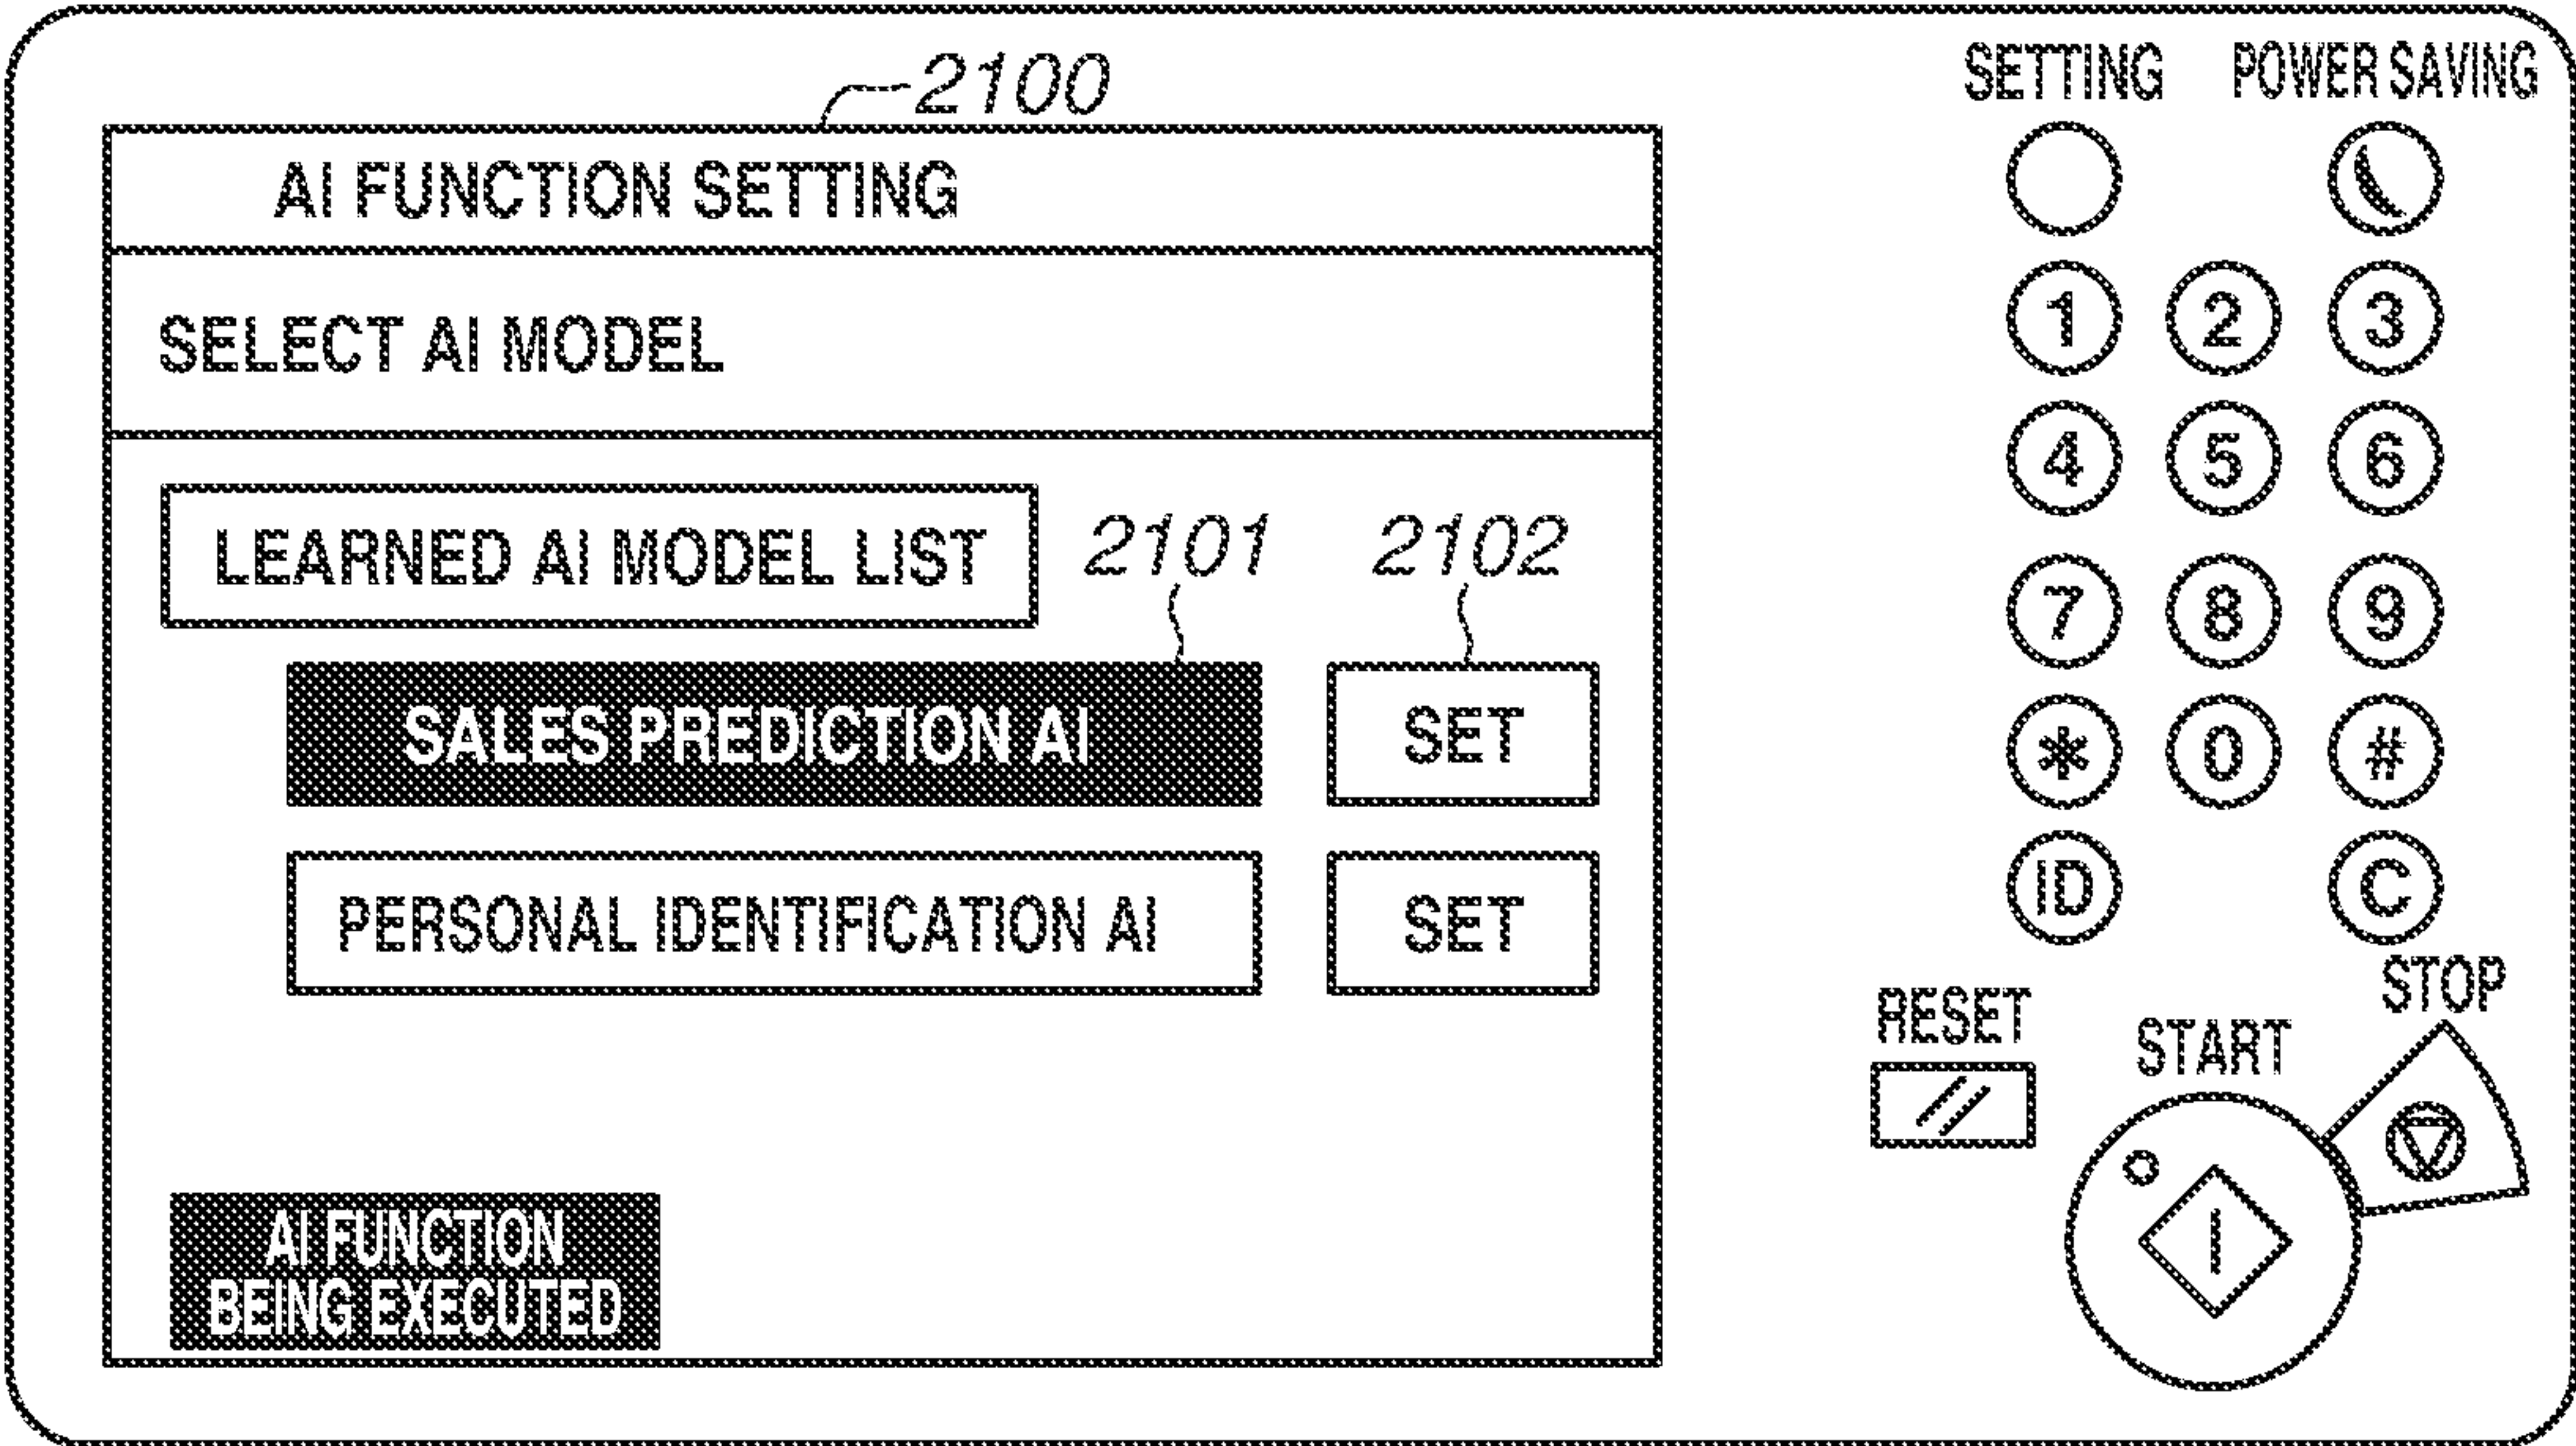 2100
AI FUNCTION SETTING
SELECT AI MODEL
LEARNED AI MODEL LIST
2101
2102
SALES PREDICTION AI
SET
PERSONAL IDENTIFICATION AI
SET
AI FUNCTION
BEING EXECUTED
SETTING
POWER SAVING
1 2 3
4 5 6
7 8 9
* 0 #
ID C
RESET
START
STOP